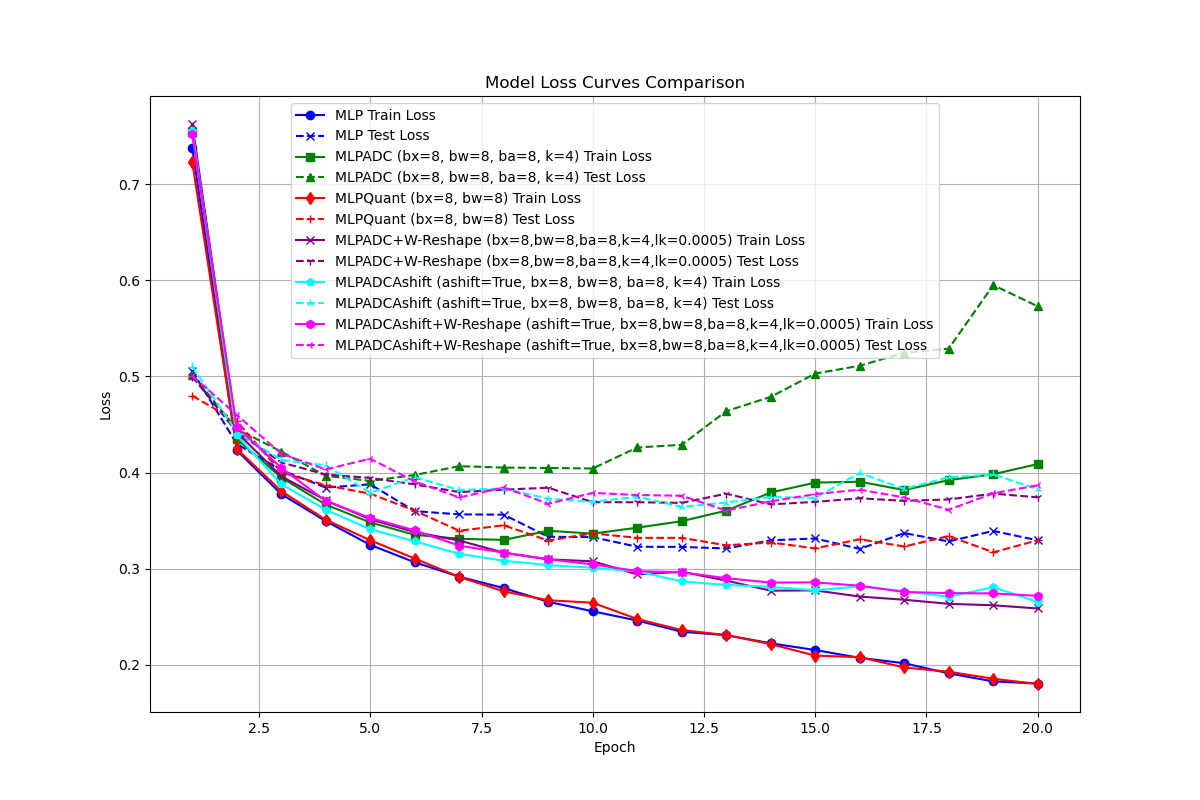 Model Loss Curves Comparison
MLP Train Loss
MLP Test Loss
MLPADC (bx=8, bw=8, ba=8, k=4) Train Loss
MLPADC (bx=8, bw=8, ba=8, k=4) Test Loss
MLPQuant (bx=8, bw=8) Train Loss
MLPQuant (bx=8, bw=8) Test Loss
MLPADC+W-Reshape (bx=8,bw=8,ba=8,k=4,lk=0.0005) Train Loss
MLPADC+W-Reshape (bx=8,bw=8,ba=8,k=4,lk=0.0005) Test Loss
MLPADCAshift (ashift=True, bx=8, bw=8, ba=8, k=4) Train Loss
MLPADCAshift (ashift=True, bx=8, bw=8, ba=8, k=4) Test Loss
MLPADCAshift+W-Reshape (ashift=True, bx=8,bw=8,ba=8,k=4,lk=0.0005) Train Loss
MLPADCAshift+W-Reshape (ashift=True, bx=8,bw=8,ba=8,k=4,lk=0.0005) Test Loss
0.7
0.6
0.5
0.4
0.3
0.2
Loss
2.5 5.0 7.5 10.0 12.5 15.0 17.5 20.0
Epoch